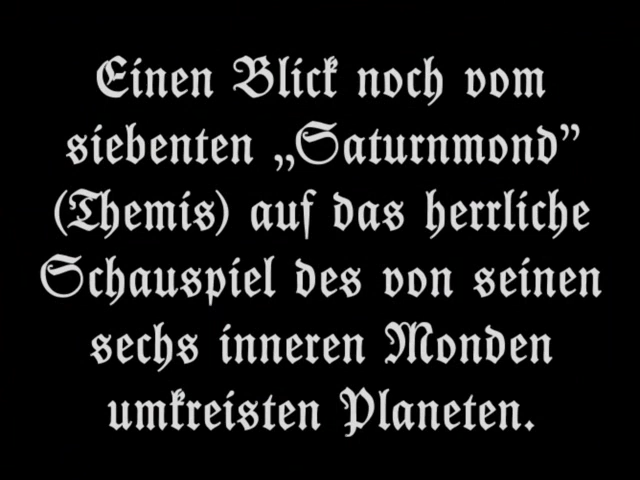 Einen Blick noch vom
siebenten „Saturnmond”
(Themis) auf das herrliche
Schauspiel des von seinen
sechs inneren Monden
umkreisten Planeten.